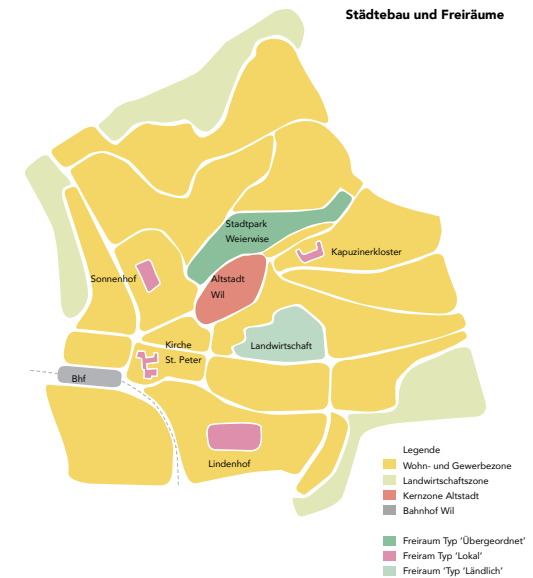 Städtebau und Freiräume
Stadtpark
Weierwise
Kapuzinerkloster
Sonnenhof
Altstadt
Wil
Kirche
St. Peter
Landwirtschaft
Bhf
Lindenhof
Legende
Wohn- und Gewerbezone
Landwirtschaftszone
Kernzone Altstadt
Bahnhof Wil
Freiraum Typ ‘Übergeordnet’
Freiram Typ ‘Lokal’
Freiraum ‘Typ ‘Ländlich’